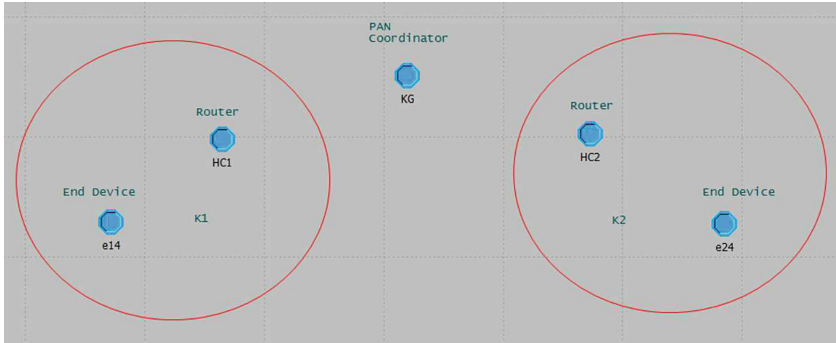 PAN
Coordinator
KG
Router
HC1
Router
HC2
End Device
e14
K1
End Device
K2
e24